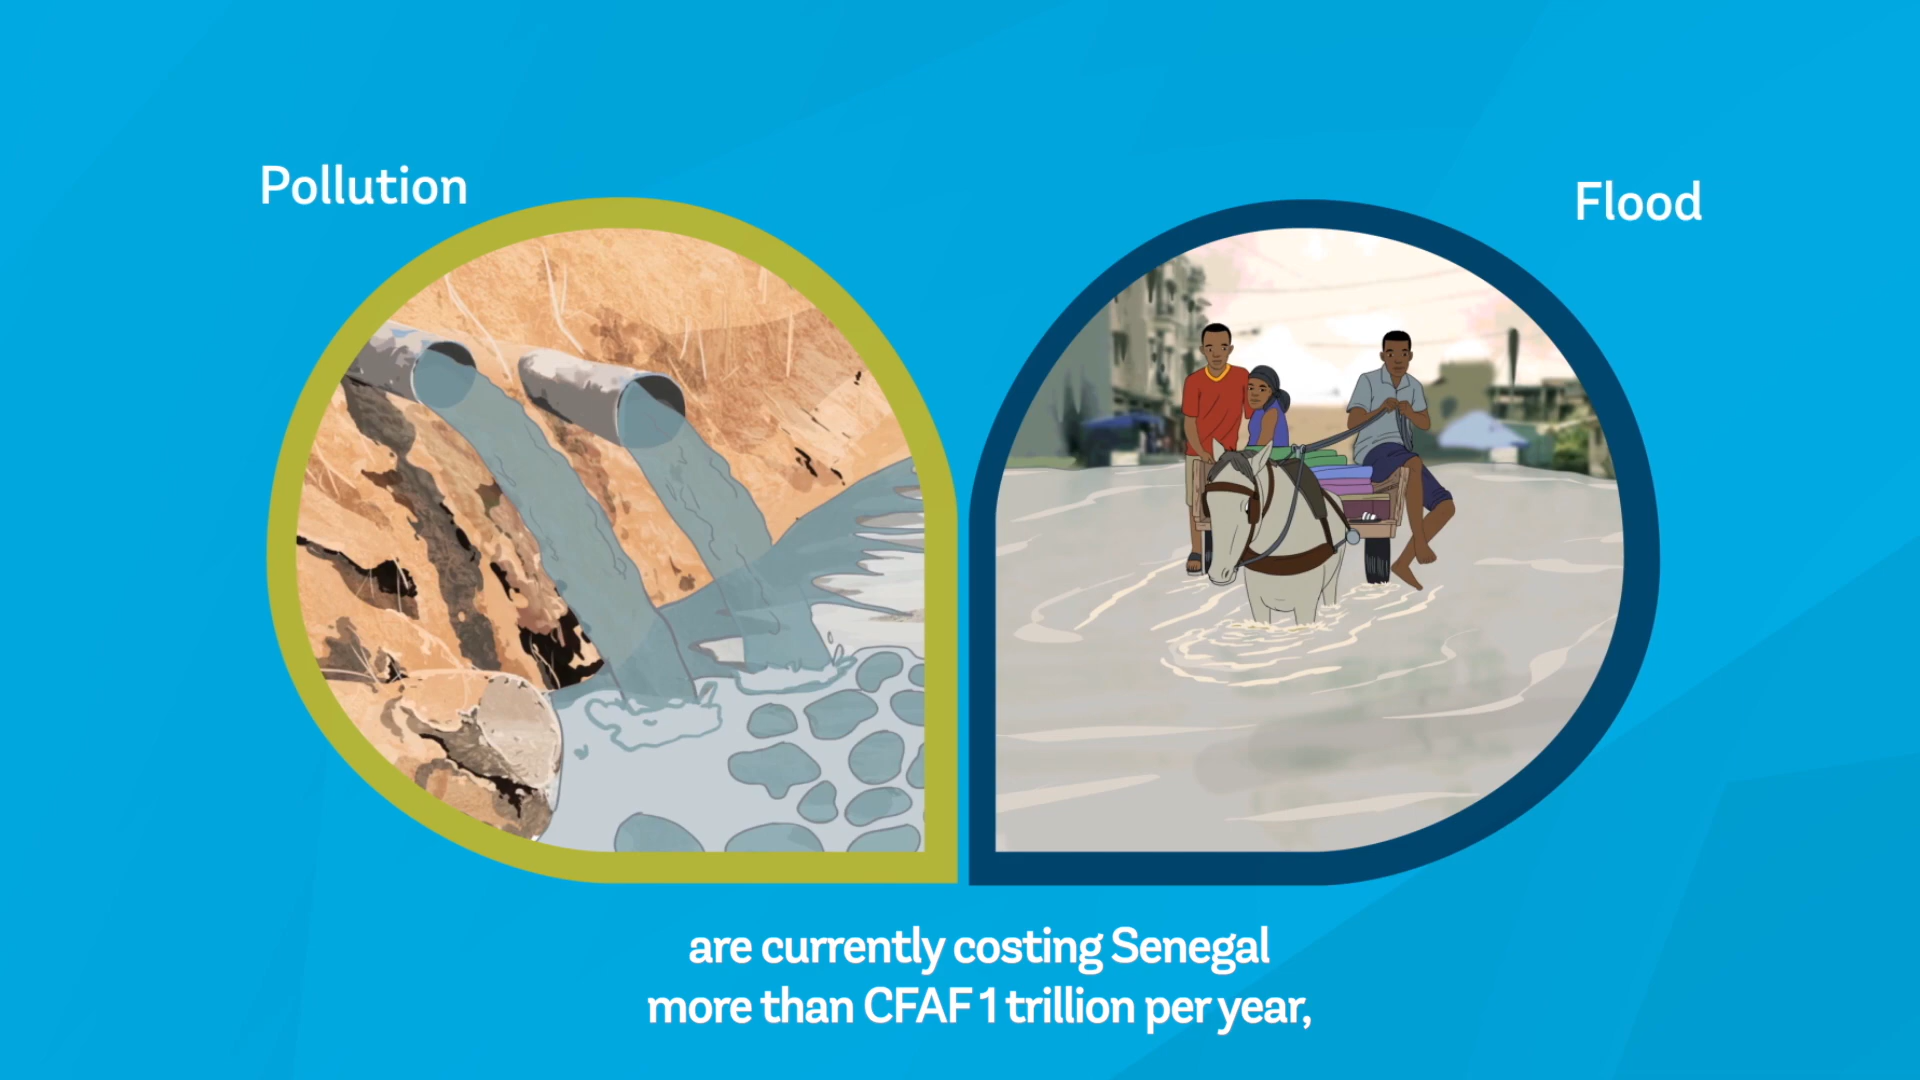 Pollution
Flood
are currently costing Senegal
more than CFAF 1 trillion per year,